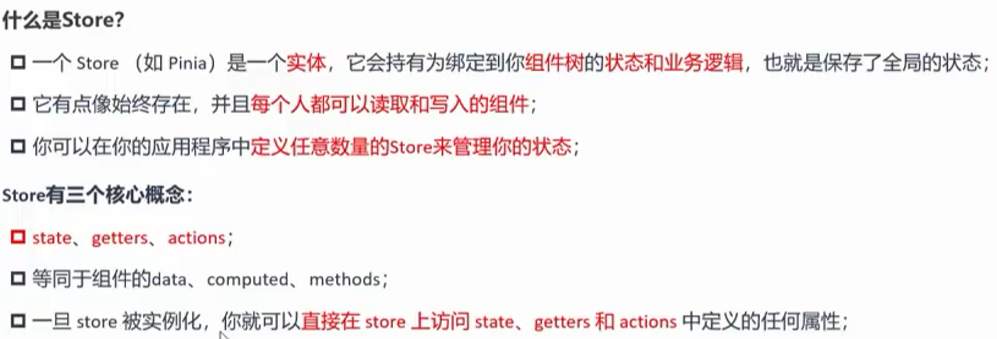 什么是Store?
一个 Store （如 Pinia）是一个实体，它会持有为绑定到你组件树的状态和业务逻辑，也就是保存了全局的状态；
它有点像始终存在，并且每个人都可以读取和写入的组件；
你可以在你的应用程序中定义任意数量的Store来管理你的状态；
Store有三个核心概念：
state、getters、actions；
等同于组件的data、computed、methods；
一旦 store 被实例化，你就可以直接在 store 上访问 state、getters 和 actions 中定义的任何属性；